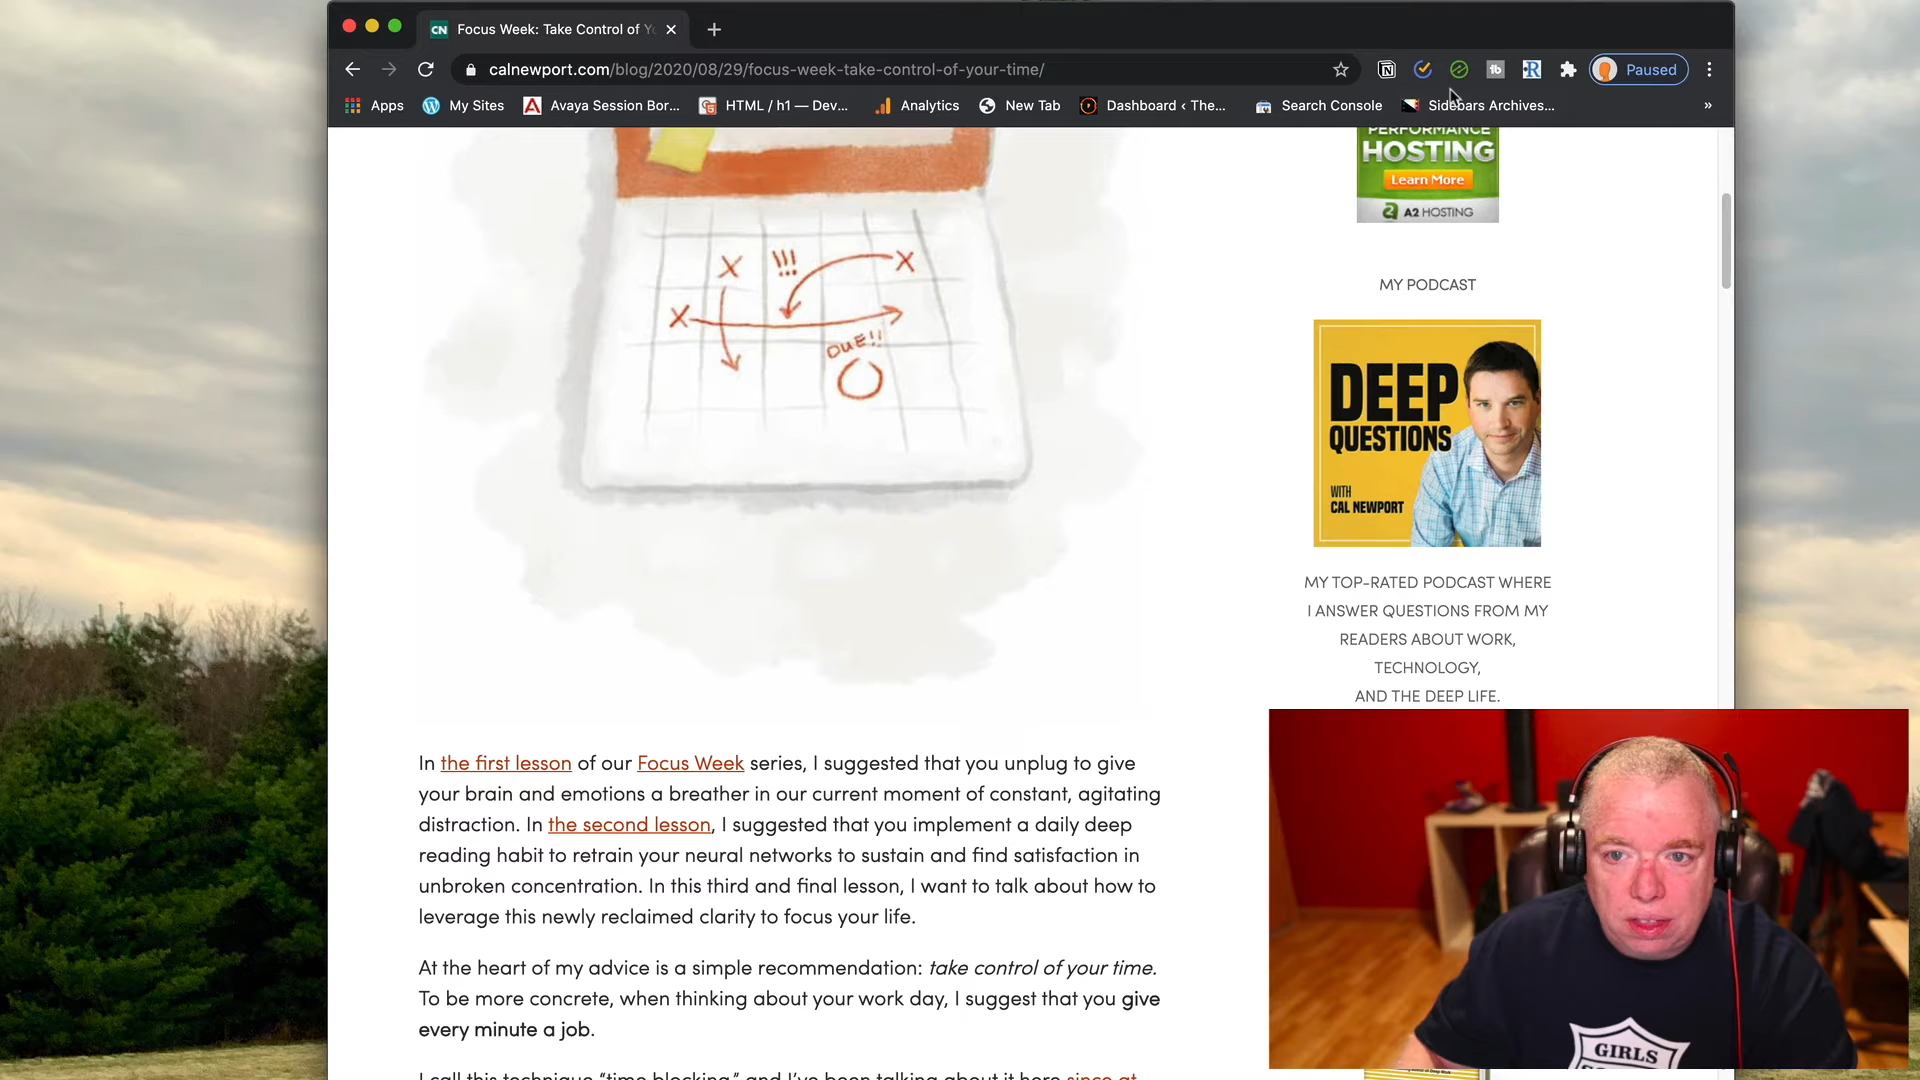 CN Focus Week: Take Control of Yo
calnewport.com/blog/2020/08/29/focus-week-take-control-of-your-time/
Paused
Apps My Sites Avaya Session Bor... HTML / h1 — Dev... Analytics New Tab Dashboard ‹ The... Search Console Sidebars Archives... »
PERFORMANCE
HOSTING
Learn More
A2 HOSTING
X !!! X
X
DUE!!
MY PODCAST
DEEP
QUESTIONS
WITH
CAL NEWPORT
MY TOP-RATED PODCAST WHERE
I ANSWER QUESTIONS FROM MY
READERS ABOUT WORK,
TECHNOLOGY,
AND THE DEEP LIFE.
In the first lesson of our Focus Week series, I suggested that you unplug to give
your brain and emotions a breather in our current moment of constant, agitating
distraction. In the second lesson, I suggested that you implement a daily deep
reading habit to retrain your neural networks to sustain and find satisfaction in
unbroken concentration. In this third and final lesson, I want to talk about how to
leverage this newly reclaimed clarity to focus your life.
At the heart of my advice is a simple recommendation: take control of your time.
To be more concrete, when thinking about your work day, I suggest that you give
every minute a job.
I call this technique “time blocking,” and I’ve been talking about it here since at
GIRLS